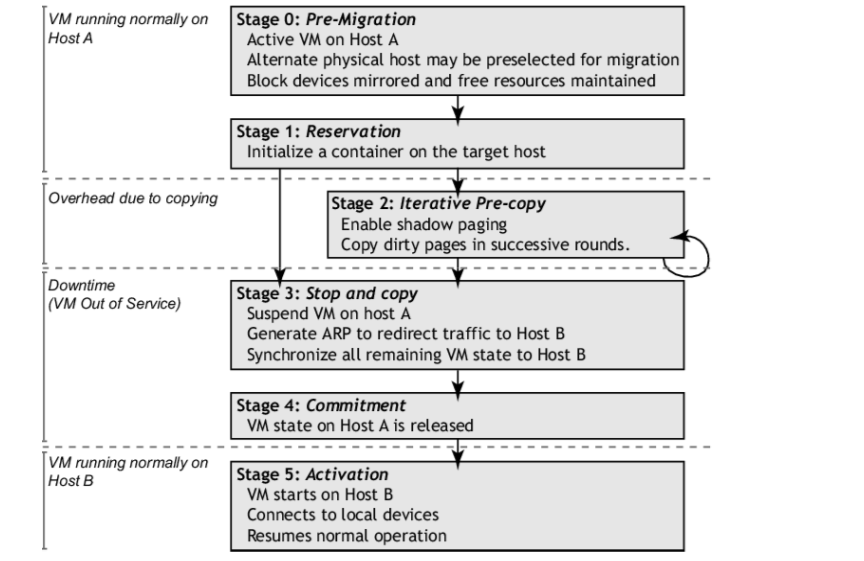 VM running normally on
Host A
Stage 0: Pre-Migration
Active VM on Host A
Alternate physical host may be preselected for migration
Block devices mirrored and free resources maintained
Stage 1: Reservation
Initialize a container on the target host
Overhead due to copying
Stage 2: Iterative Pre-copy
Enable shadow paging
Copy dirty pages in successive rounds.
Downtime
(VM Out of Service)
Stage 3: Stop and copy
Suspend VM on host A
Generate ARP to redirect traffic to Host B
Synchronize all remaining VM state to Host B
Stage 4: Commitment
VM state on Host A is released
VM running normally on
Host B
Stage 5: Activation
VM starts on Host B
Connects to local devices
Resumes normal operation